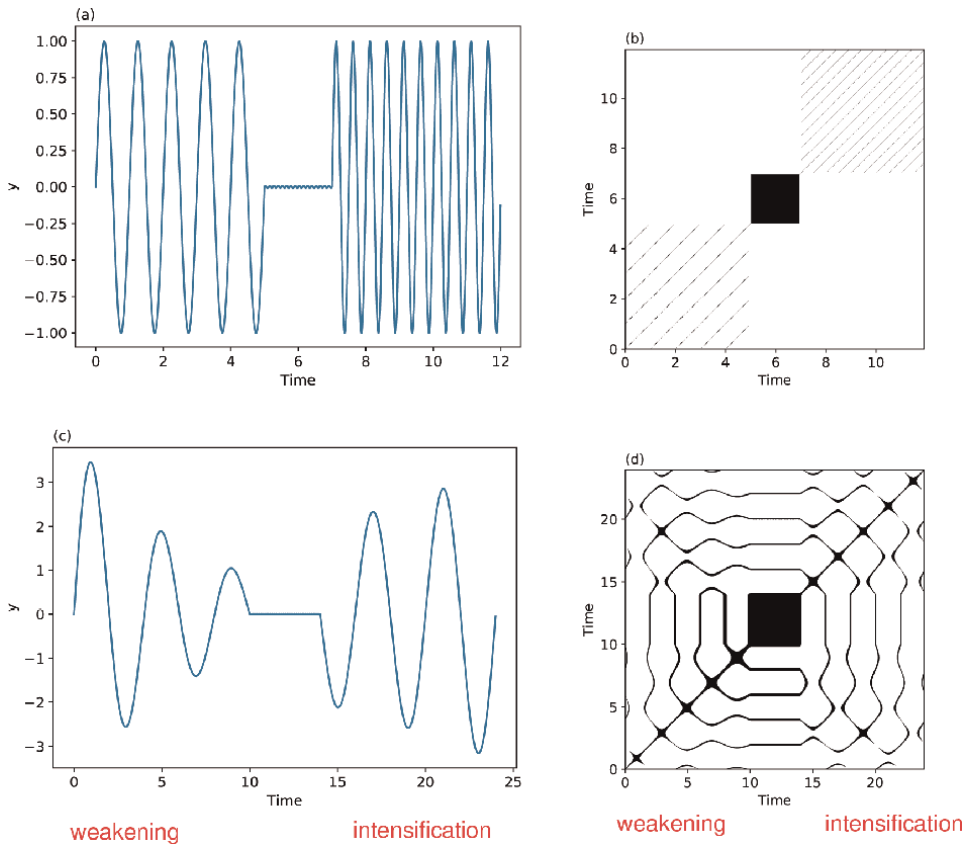 (a)
1.00
0.75
0.50
0.25
0.00
−0.25
−0.50
−0.75
−1.00
y
0 2 4 6 8 10 12
Time
(b)
10
8
6
4
2
0
Time
0 2 4 6 8 10
Time
(c)
3
2
1
0
−1
−2
−3
y
0 5 10 15 20 25
Time
weakening intensification
(d)
20
15
10
5
0
Time
0 5 10 15 20
Time
weakening intensification